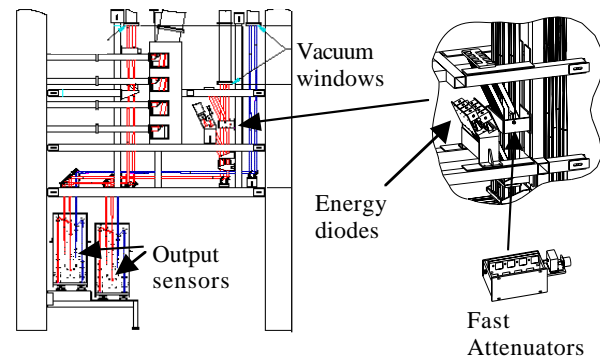 Vacuum
windows
Energy
diodes
Output
sensors
Fast
Attenuators